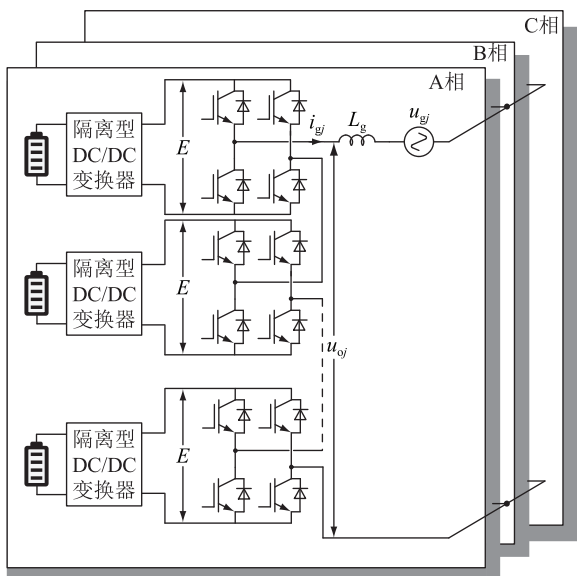 C相
B相
A相
隔离型
DC/DC
变换器
E
i_gj
L_g
u_gj
隔离型
DC/DC
变换器
E
u_oj
隔离型
DC/DC
变换器
E